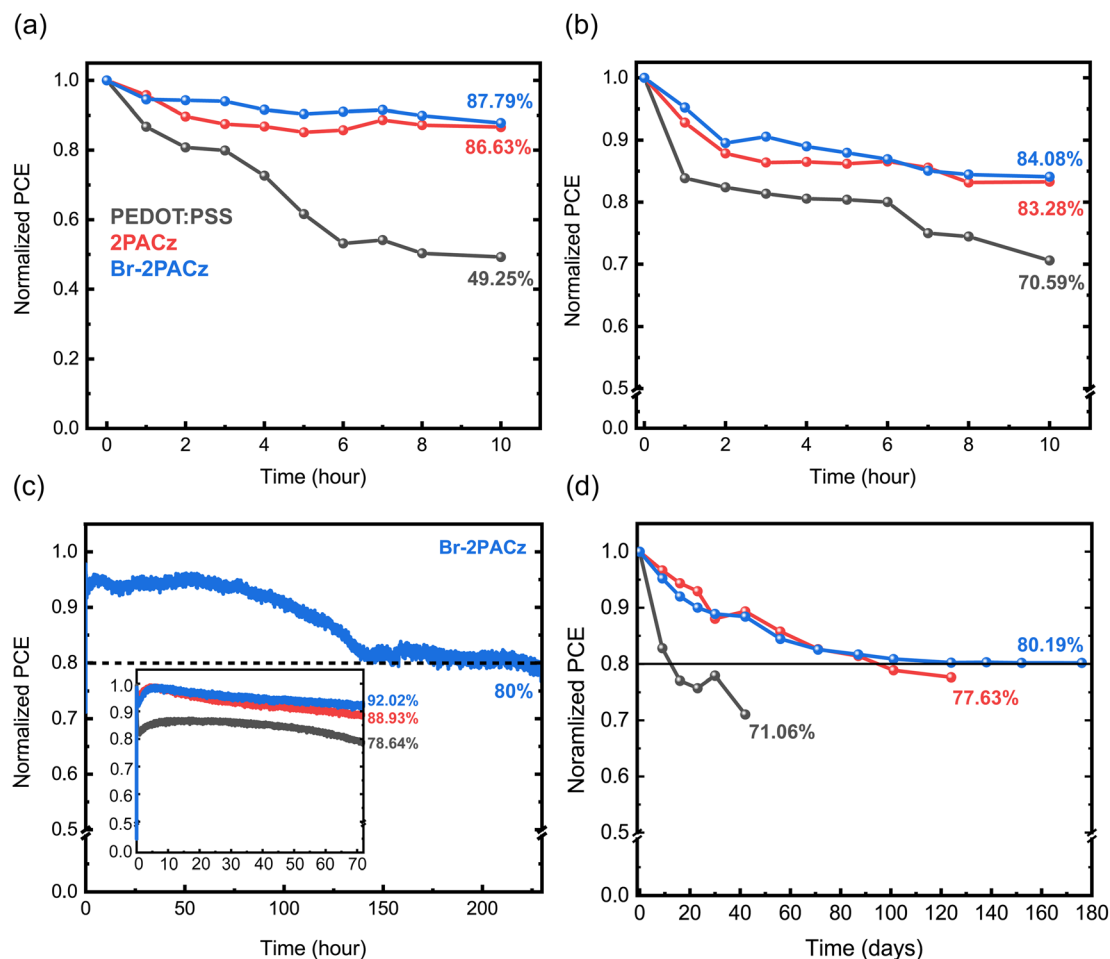 (a)
Normalized PCE
1.0
0.8
0.6
0.4
0.2
0.0
87.79%
86.63%
49.25%
PEDOT:PSS
2PACz
Br-2PACz
0 2 4 6 8 10
Time (hour)
(b)
Normalized PCE
1.0
0.9
0.8
0.7
0.6
0.5
0.0
84.08%
83.28%
70.59%
0 2 4 6 8 10
Time (hour)
(c)
Normalized PCE
1.0
0.9
0.8
0.7
0.6
0.5
0.0
Br-2PACz
80%
1.0
0.9
0.8
0.1
0.2
0.5
0.0
92.02%
88.93%
78.64%
0 10 20 30 40 50 60 70
0 50 100 150 200
Time (hour)
(d)
Noramilized PCE
1.0
0.9
0.8
0.7
0.6
0.5
0.0
80.19%
77.63%
71.06%
0 20 40 60 80 100 120 140 160 180
Time (days)